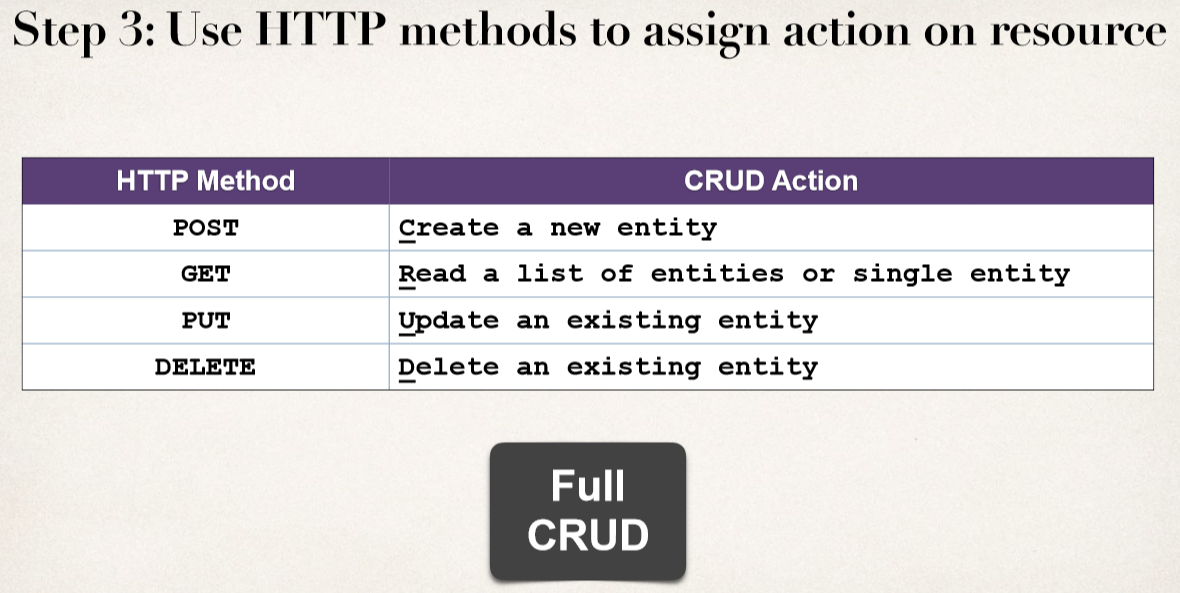 Step 3: Use HTTP methods to assign action on resource
HTTP Method CRUD Action
POST Create a new entity
GET Read a list of entities or single entity
PUT Update an existing entity
DELETE Delete an existing entity
Full
CRUD